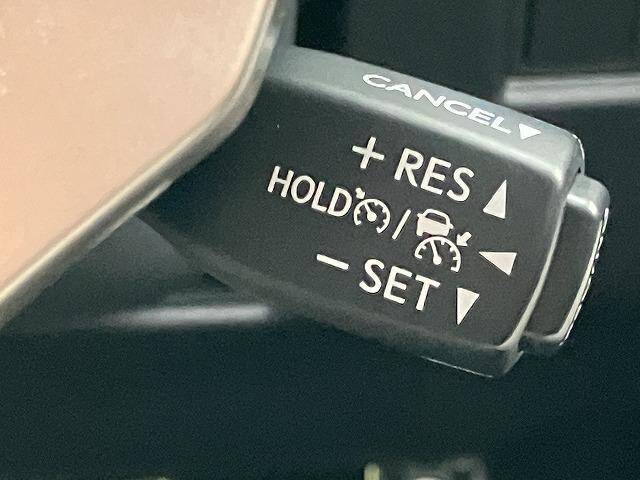 CANCEL▼
+ RES ▲
HOLD / ◀
− SET ▼